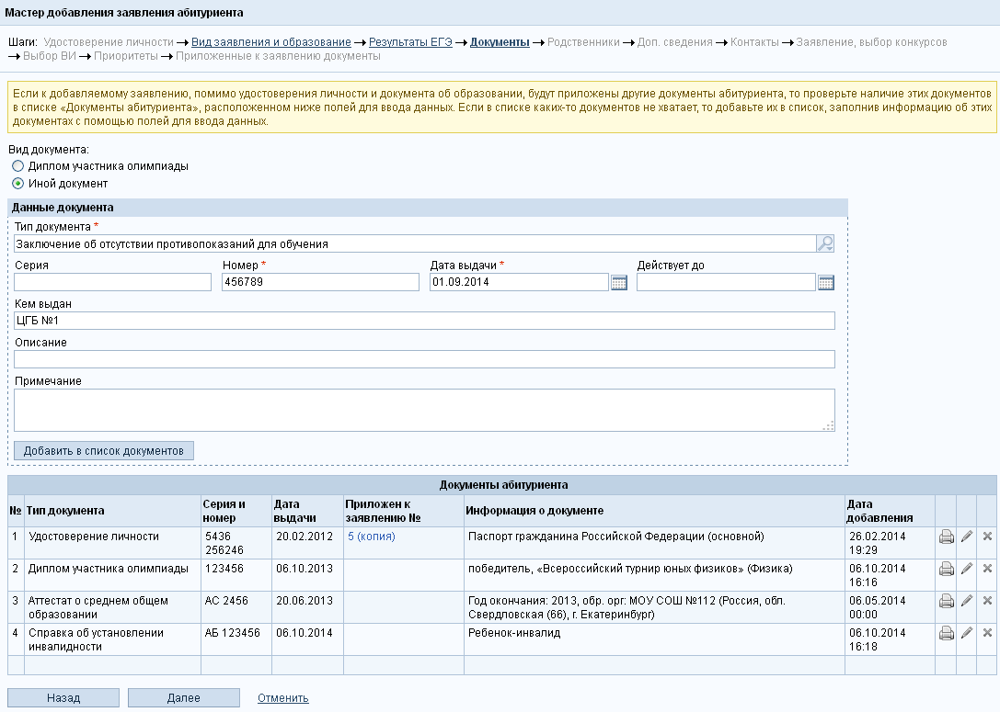 Мастер добавления заявления абитуриента
Шаги: Удостоверение личности → Вид заявления и образование → Результаты ЕГЭ → Документы → Родственники → Доп. сведения → Контакты → Заявление, выбор конкурсов
→ Выбор ВИ → Приоритеты → Приложенные к заявлению документы
Если к добавляемому заявлению, помимо удостоверения личности и документа об образовании, будут приложены другие документы абитуриента, то проверьте наличие этих документов
в списке «Документы абитуриента», расположенном ниже полей для ввода данных. Если в списке каких-то документов не хватает, то добавьте их в список, заполнив информацию об этих
документах с помощью полей для ввода данных.
Вид документа:
Диплом участника олимпиады
Иной документ
Данные документа
Тип документа *
Заключение об отсутствии противопоказаний для обучения
Серия Номер * Дата выдачи * Действует до
456789 01.09.2014
Кем выдан
ЦГБ №1
Описание
Примечание
Добавить в список документов
Документы абитуриента
№ Тип документа Серия и номер Дата выдачи Приложен к заявлению № Информация о документе Дата добавления
1 Удостоверение личности 5436 256246 20.02.2012 5 (копия) Паспорт гражданина Российской Федерации (основной) 26.02.2014 19:29
2 Диплом участника олимпиады 123456 06.10.2013 победитель, «Всероссийский турнир юных физиков» (Физика) 06.10.2014 16:16
3 Аттестат о среднем общем образовании АС 2456 20.06.2013 Год окончания: 2013, обр. орг: МОУ СОШ №112 (Россия, обл. Свердловская (66), г. Екатеринбург) 06.05.2014 00:00
4 Справка об установлении инвалидности АБ 123456 06.10.2014 Ребенок-инвалид 06.10.2014 16:18
Назад Далее Отменить